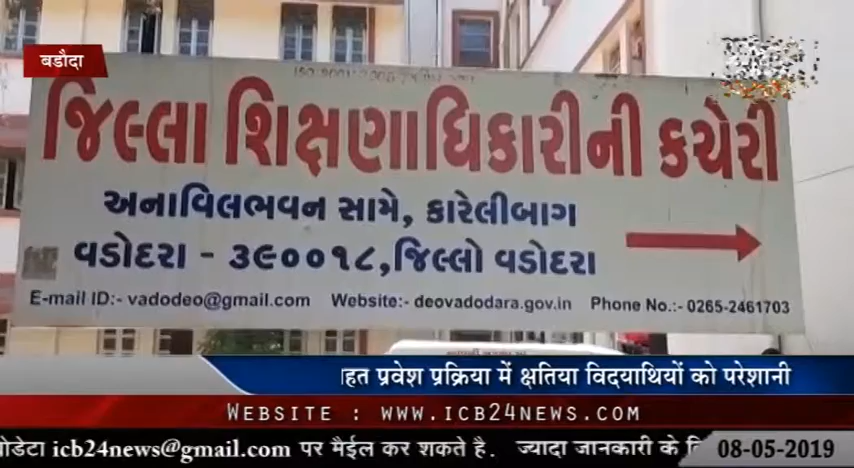 बडौदा
જીલ્લા શિક્ષણાધિકારીની કચેરી
અનાવિલભવન સામે, કારેલીબાગ
વડોદરા - ૩૯૦૦૧૮,જિલ્લો વડોદરા
E-mail ID:- vadodeo@gmail.com Website:- deovadodara.gov.in Phone No.:- 0265-2461703
प्रवेश प्रक्रिया में क्षतिया विदयाथियों को परेशानी
WEBSITE : WWW.ICB24NEWS.COM
icb24news@gmail.com पर मैईल कर शकते है. ज्यादा जानकारी के
08-05-2019